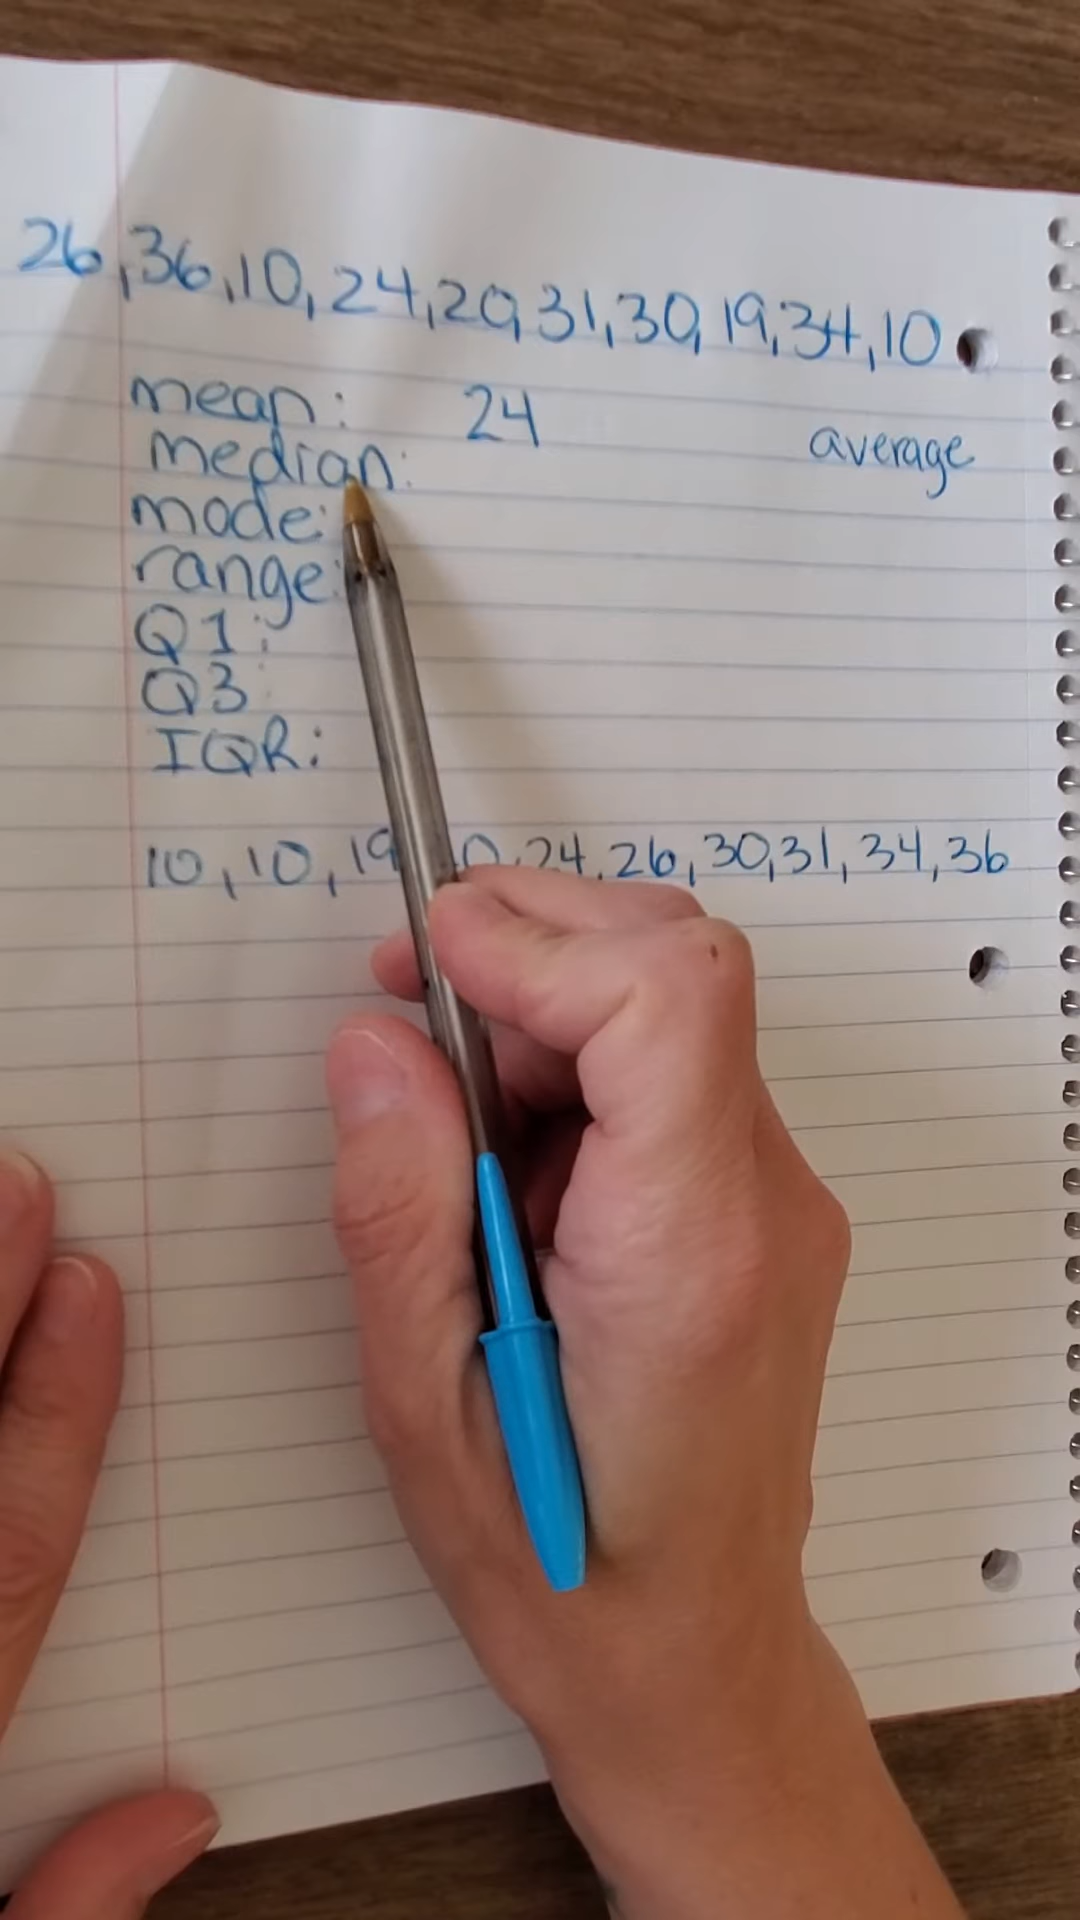 26, 36, 10, 24, 20, 31, 30, 19, 34, 10
mean: 24 average
median:
mode:
range:
Q1:
Q3
IQR:
10, 10, 19, 24, 26, 30, 31, 34, 36